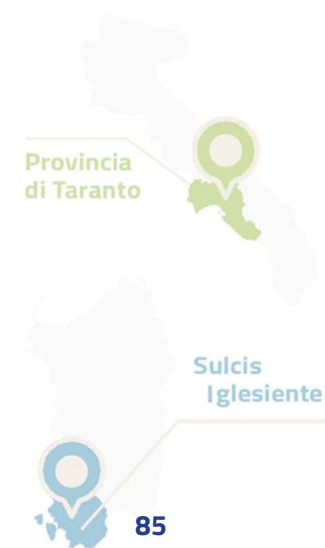 Provincia
di Taranto
Sulcis
Iglesiente
85